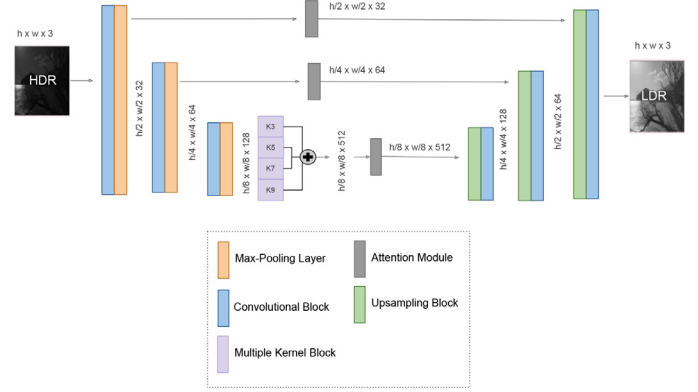 h x w x 3
HDR
h/2 x w/2 x 32
h/4 x w/4 x 64
h/8 x w/8 x 128
K3
K5
K7
K9
h/8 x w/8 x 512
h/2 x w/2 x 32
h/4 x w/4 x 64
h/8 x w/8 x 512
h/4 x w/4 x 128
h/2 x w/2 x 64
h x w x 3
LDR
Max-Pooling Layer
Attention Module
Convolutional Block
Upsampling Block
Multiple Kernel Block